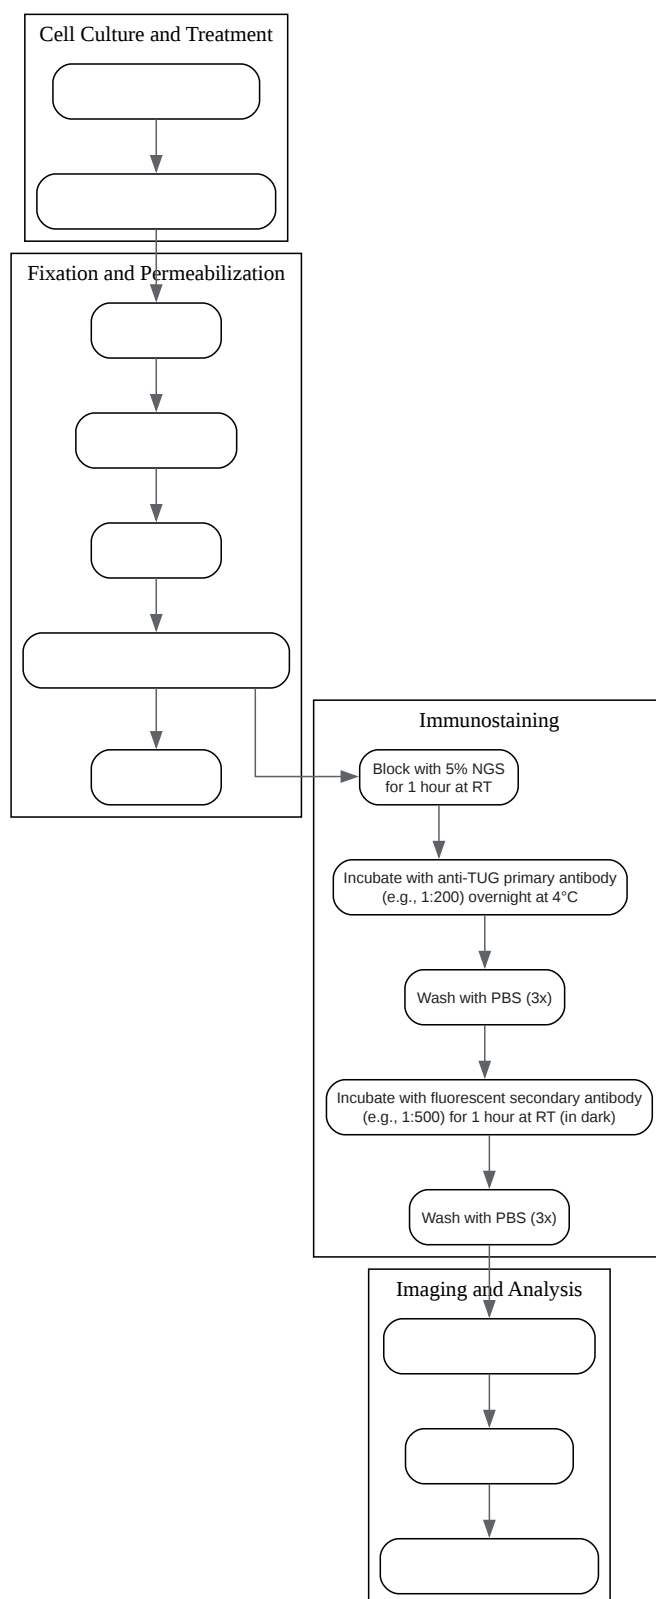 Cell Culture and Treatment
Fixation and Permeabilization
Immunostaining
Block with 5% NGS
for 1 hour at RT
Incubate with anti-TUG primary antibody
(e.g., 1:200) overnight at 4°C
Wash with PBS (3x)
Incubate with fluorescent secondary antibody
(e.g., 1:500) for 1 hour at RT (in dark)
Wash with PBS (3x)
Imaging and Analysis